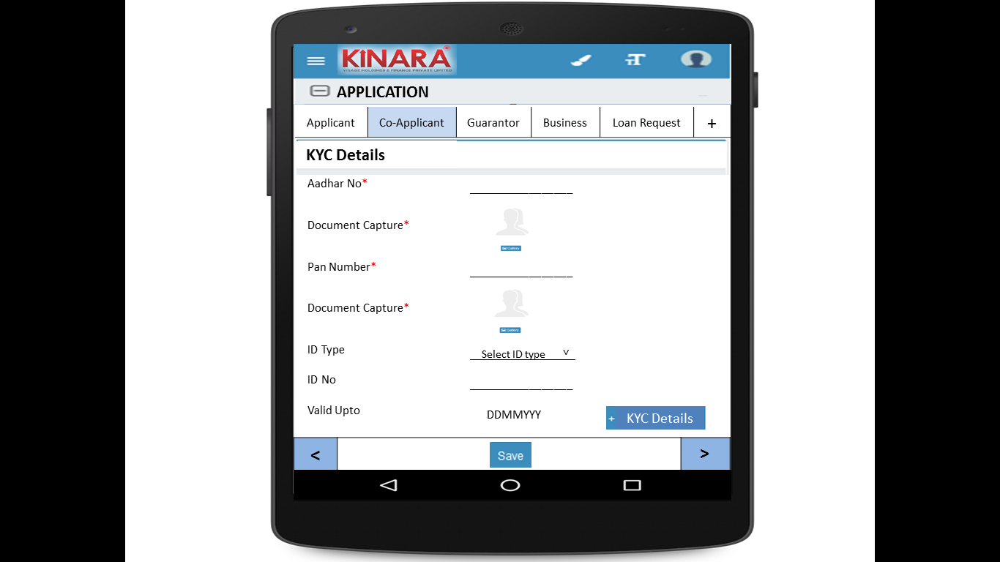 KINARA®
VISAGE HOLDINGS & FINANCE PRIVATE LIMITED
TT
APPLICATION
Applicant Co-Applicant Guarantor Business Loan Request +
KYC Details
Aadhar No*
Document Capture*
Gallery
Pan Number*
Document Capture*
Gallery
ID Type Select ID type ˅
ID No
Valid Upto DDMMYYY + KYC Details
< Save >